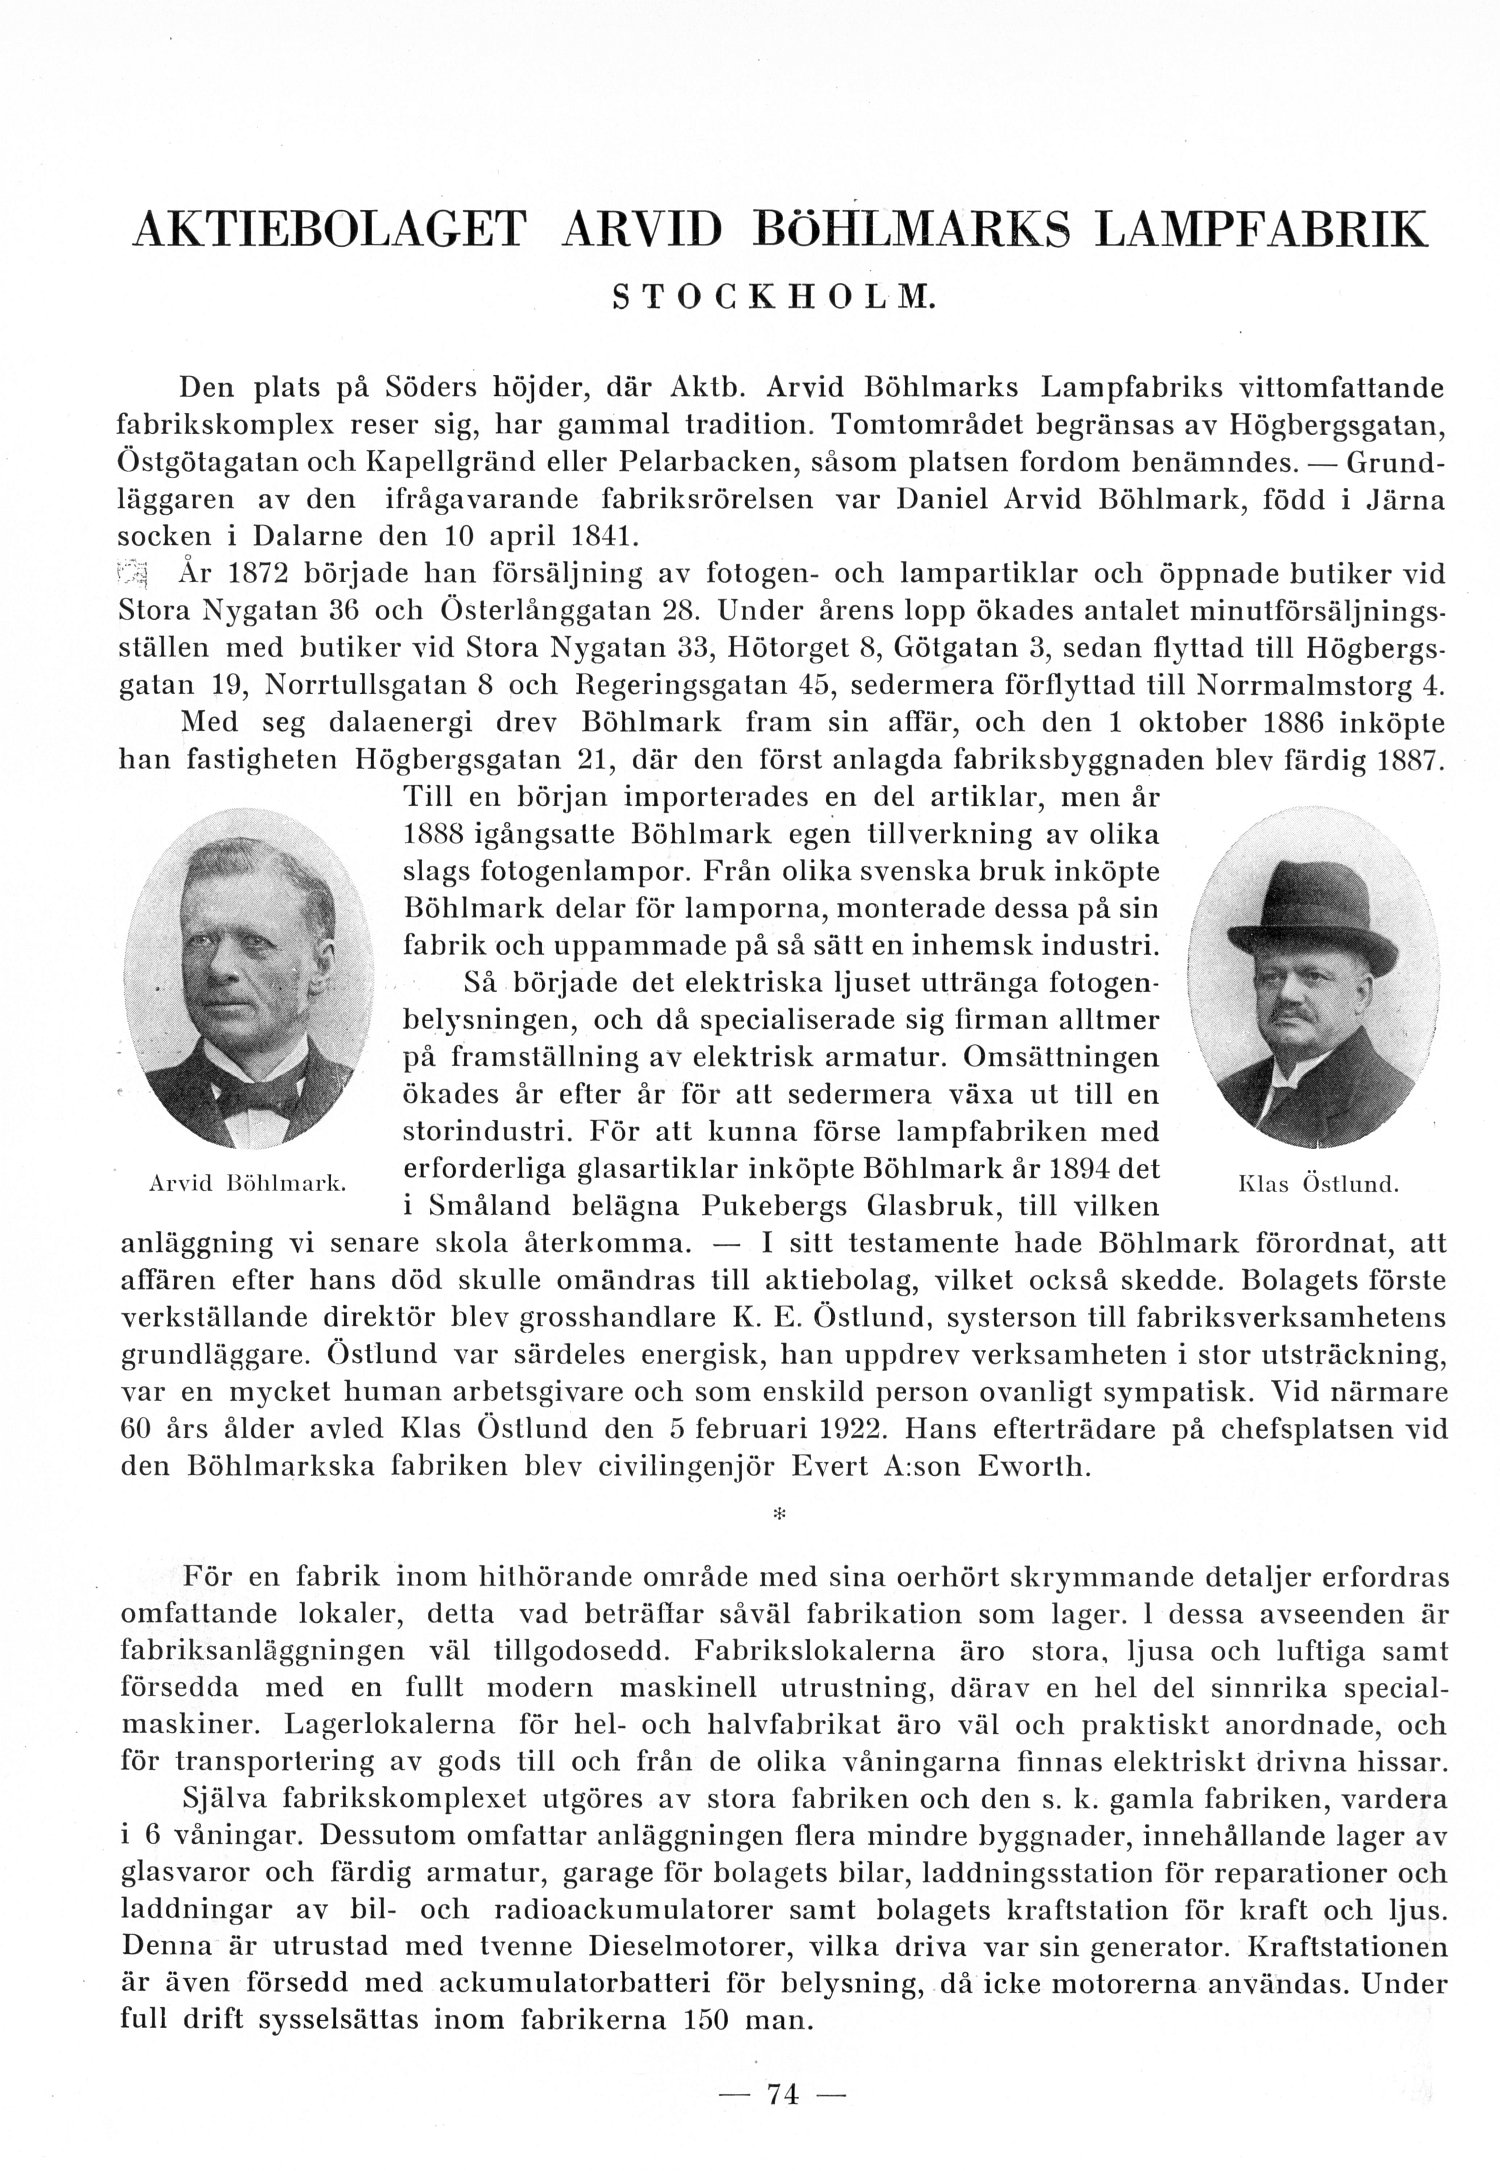 AKTIEBOLAGET ARVID BÖHLMARKS LAMPFABRIK
STOCKHOLM.
Den plats på Söders höjder, där Aktb. Arvid Böhlmarks Lampfabriks vittomfattande
fabrikskomplex reser sig, har gammal tradition. Tomtområdet begränsas av Högbergsgatan,
Östgötagatan och Kapellgränd eller Pelarbacken, såsom platsen fordom benämndes. — Grund-
läggaren av den ifrågavarande fabriksrörelsen var Daniel Arvid Böhlmark, född i Järna
socken i Dalarne den 10 april 1841.
År 1872 började han försäljning av fotogen- och lampartiklar och öppnade butiker vid
Stora Nygatan 36 och Österlånggatan 28. Under årens lopp ökades antalet minutförsäljnings-
ställen med butiker vid Stora Nygatan 33, Hötorget 8, Götgatan 3, sedan flyttad till Högbergs-
gatan 19, Norrtullsgatan 8 och Regeringsgatan 45, sedermera förflyttad till Norrmalmstorg 4.
Med seg dalaenergi drev Böhlmark fram sin affär, och den 1 oktober 1886 inköpte
han fastigheten Högbergsgatan 21, där den först anlagda fabriksbyggnaden blev färdig 1887.
Till en början importerades en del artiklar, men år
1888 igångsatte Böhlmark egen tillverkning av olika
slags fotogenlampor. Från olika svenska bruk inköpte
Böhlmark delar för lamporna, monterade dessa på sin
fabrik och uppammade på så sätt en inhemsk industri.
Så började det elektriska ljuset uttränga fotogen-
belysningen, och då specialiserade sig firman alltmer
på framställning av elektrisk armatur. Omsättningen
ökades år efter år för att sedermera växa ut till en
storindustri. För att kunna förse lampfabriken med
erforderliga glasartiklar inköpte Böhlmark år 1894 det
i Småland belägna Pukebergs Glasbruk, till vilken
Arvid Böhlmark.
Klas Östlund.
anläggning vi senare skola återkomma. — I sitt testamente hade Böhlmark förordnat, att
affären efter hans död skulle omändras till aktiebolag, vilket också skedde. Bolagets förste
verkställande direktör blev grosshandlare K. E. Östlund, systerson till fabriksverksamhetens
grundläggare. Östlund var särdeles energisk, han uppdrev verksamheten i stor utsträckning,
var en mycket human arbetsgivare och som enskild person ovanligt sympatisk. Vid närmare
60 års ålder avled Klas Östlund den 5 februari 1922. Hans efterträdare på chefsplatsen vid
den Böhlmarkska fabriken blev civilingenjör Evert A:son Eworth.
*
För en fabrik inom hithörande område med sina oerhört skrymmande detaljer erfordras
omfattande lokaler, detta vad beträffar såväl fabrikation som lager. I dessa avseenden är
fabriksanläggningen väl tillgodosedd. Fabrikslokalerna äro stora, ljusa och luftiga samt
försedda med en fullt modern maskinell utrustning, därav en hel del sinnrika special-
maskiner. Lagerlokalerna för hel- och halvfabrikat äro väl och praktiskt anordnade, och
för transportering av gods till och från de olika våningarna finnas elektriskt drivna hissar.
Själva fabrikskomplexet utgöres av stora fabriken och den s. k. gamla fabriken, vardera
i 6 våningar. Dessutom omfattar anläggningen flera mindre byggnader, innehållande lager av
glasvaror och färdig armatur, garage för bolagets bilar, laddningsstation för reparationer och
laddningar av bil- och radioackumulatorer samt bolagets kraftstation för kraft och ljus.
Denna är utrustad med tvenne Dieselmotorer, vilka driva var sin generator. Kraftstationen
är även försedd med ackumulatorbatteri för belysning, då icke motorerna användas. Under
full drift sysselsättas inom fabrikerna 150 man.
— 74 —